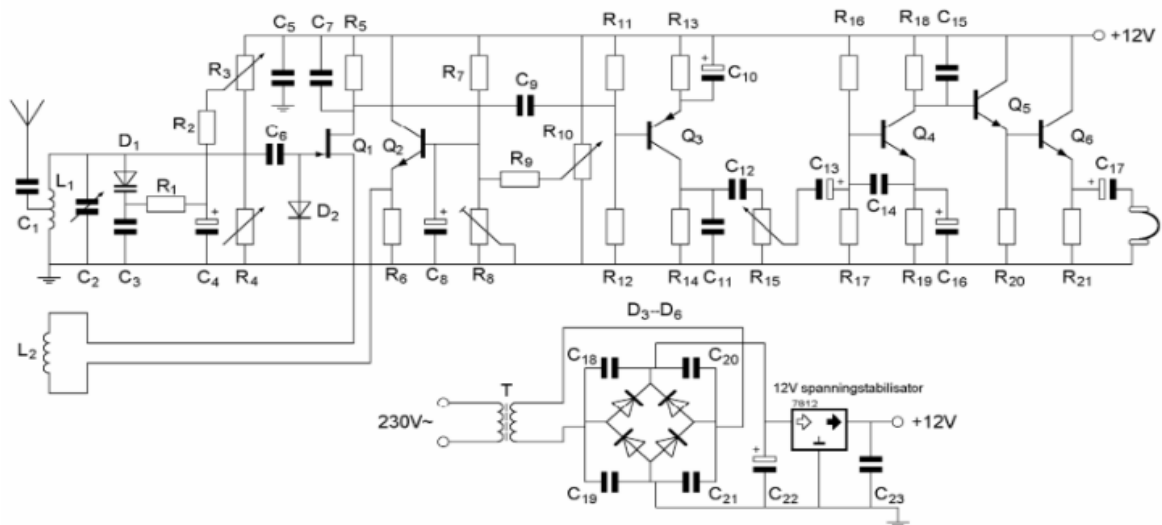 C5 C7 R5 R11 R13 R16 R18 C15
+12V
R3 R7 C9 + C10
R2 R10
D1 C6 Q1 Q2 Q3 Q4 Q5 Q6
L1 R1 R9 C12 C13 + C17
C1 + D2 + C14 +
C2 C3 C4 R4 R6 C8 R8 R12 R14 C11 R15 R17 R19 C16 R20 R21
L2
D3--D6
C18 C20
12V spanningstabilisator
T 7812
230V~ +12V
+
C19 C21 C22 C23